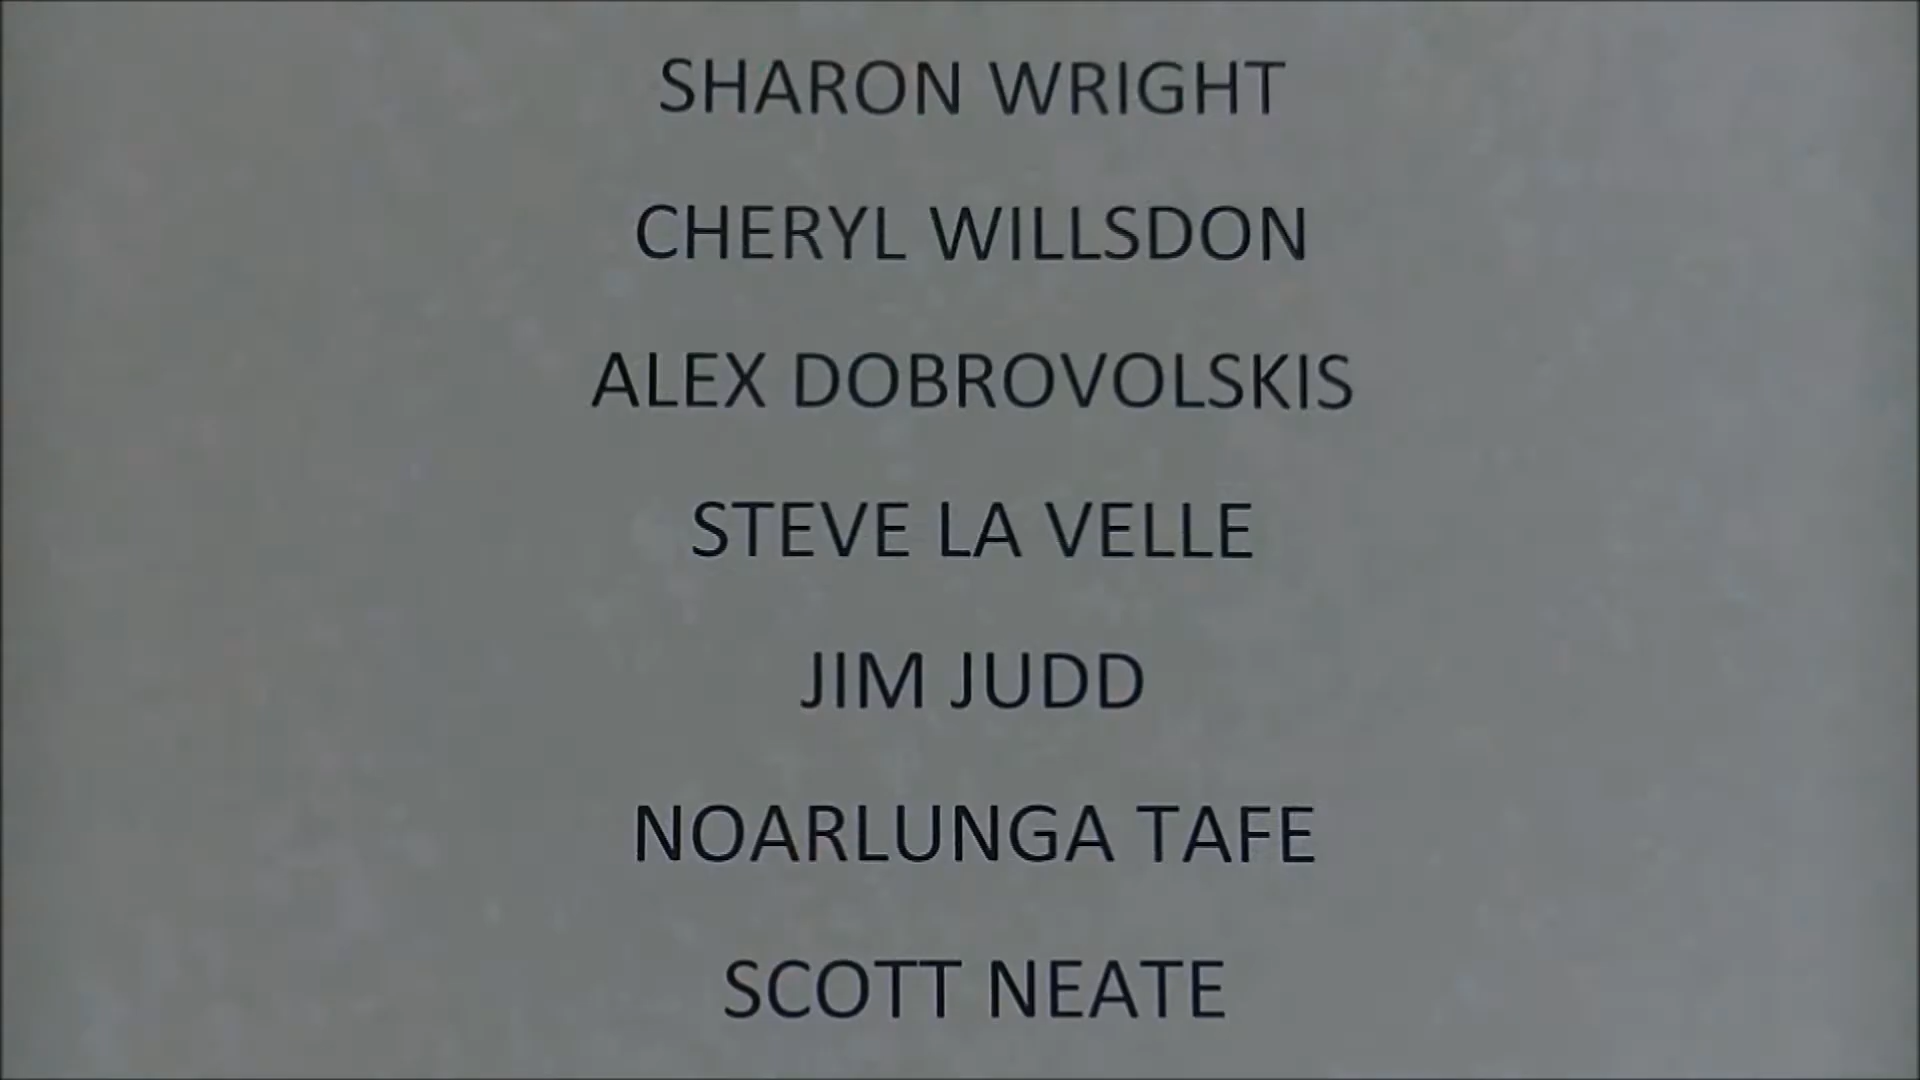 SHARON WRIGHT
CHERYL WILLSDON
ALEX DOBROVOLSKIS
STEVE LA VELLE
JIM JUDD
NOARLUNGA TAFE
SCOTT NEATE